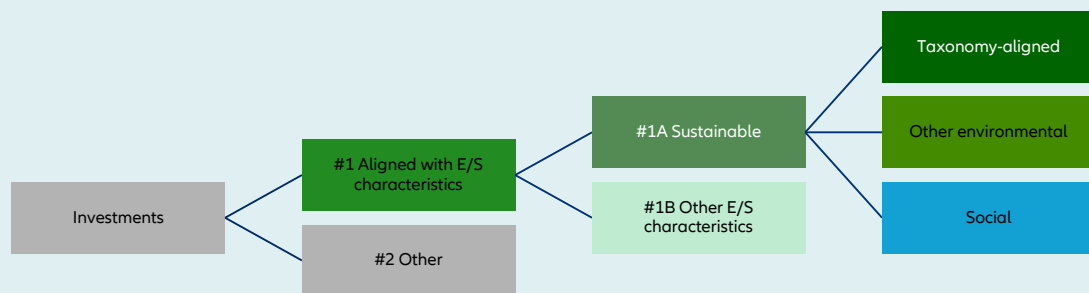 Investments
#1 Aligned with E/S
characteristics
#2 Other
#1A Sustainable
#1B Other E/S
characteristics
Taxonomy-aligned
Other environmental
Social